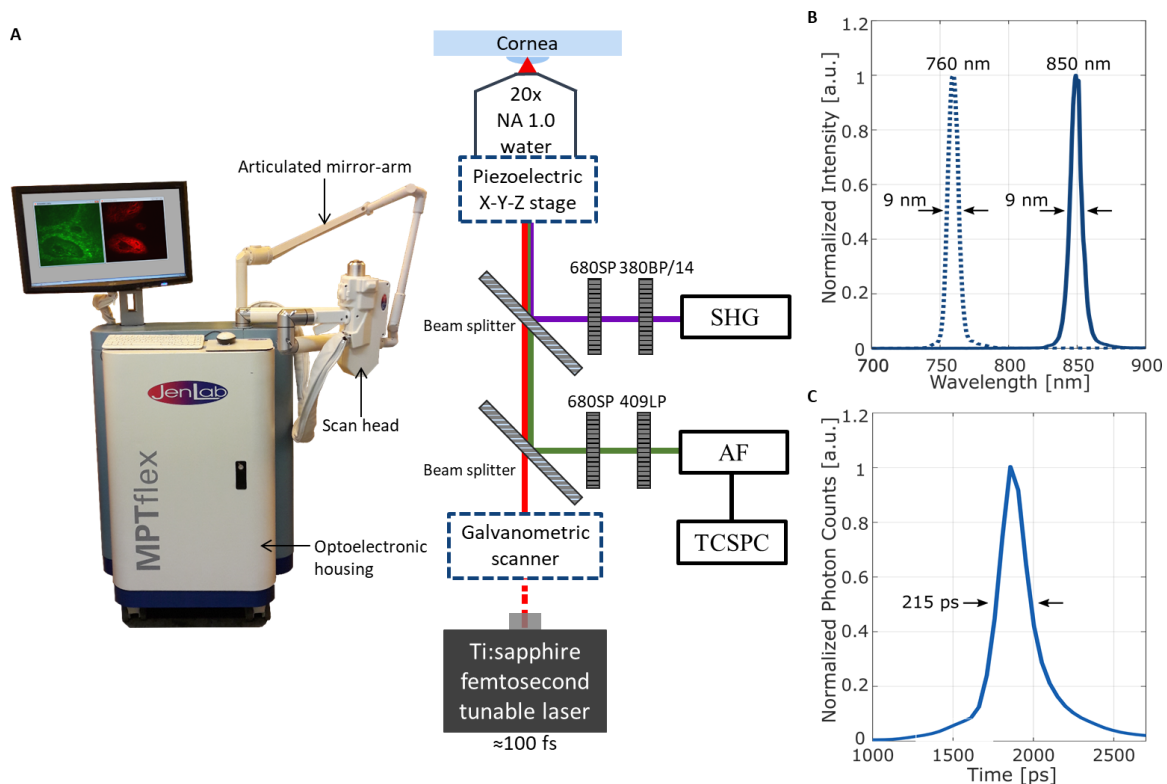 A
Cornea
20x
NA 1.0
water
Piezoelectric
X-Y-Z stage
Articulated mirror-arm
680SP 380BP/14
Beam splitter
SHG
JenLab
Scan head
680SP 409LP
Beam splitter
AF
MPTflex
Galvanometric
scanner
TCSPC
Optoelectronic
housing
Ti:sapphire
femtosecond
tunable laser
≈100 fs
B
Normalized Intensity [a.u.]
1.2
1
0.8
0.6
0.4
0.2
0
760 nm
850 nm
9 nm
9 nm
700
750
800
850
900
Wavelength [nm]
C
Normalized Photon Counts [a.u.]
1.2
1
0.8
0.6
0.4
0.2
0
215 ps
1000
1500
2000
2500
Time [ps]